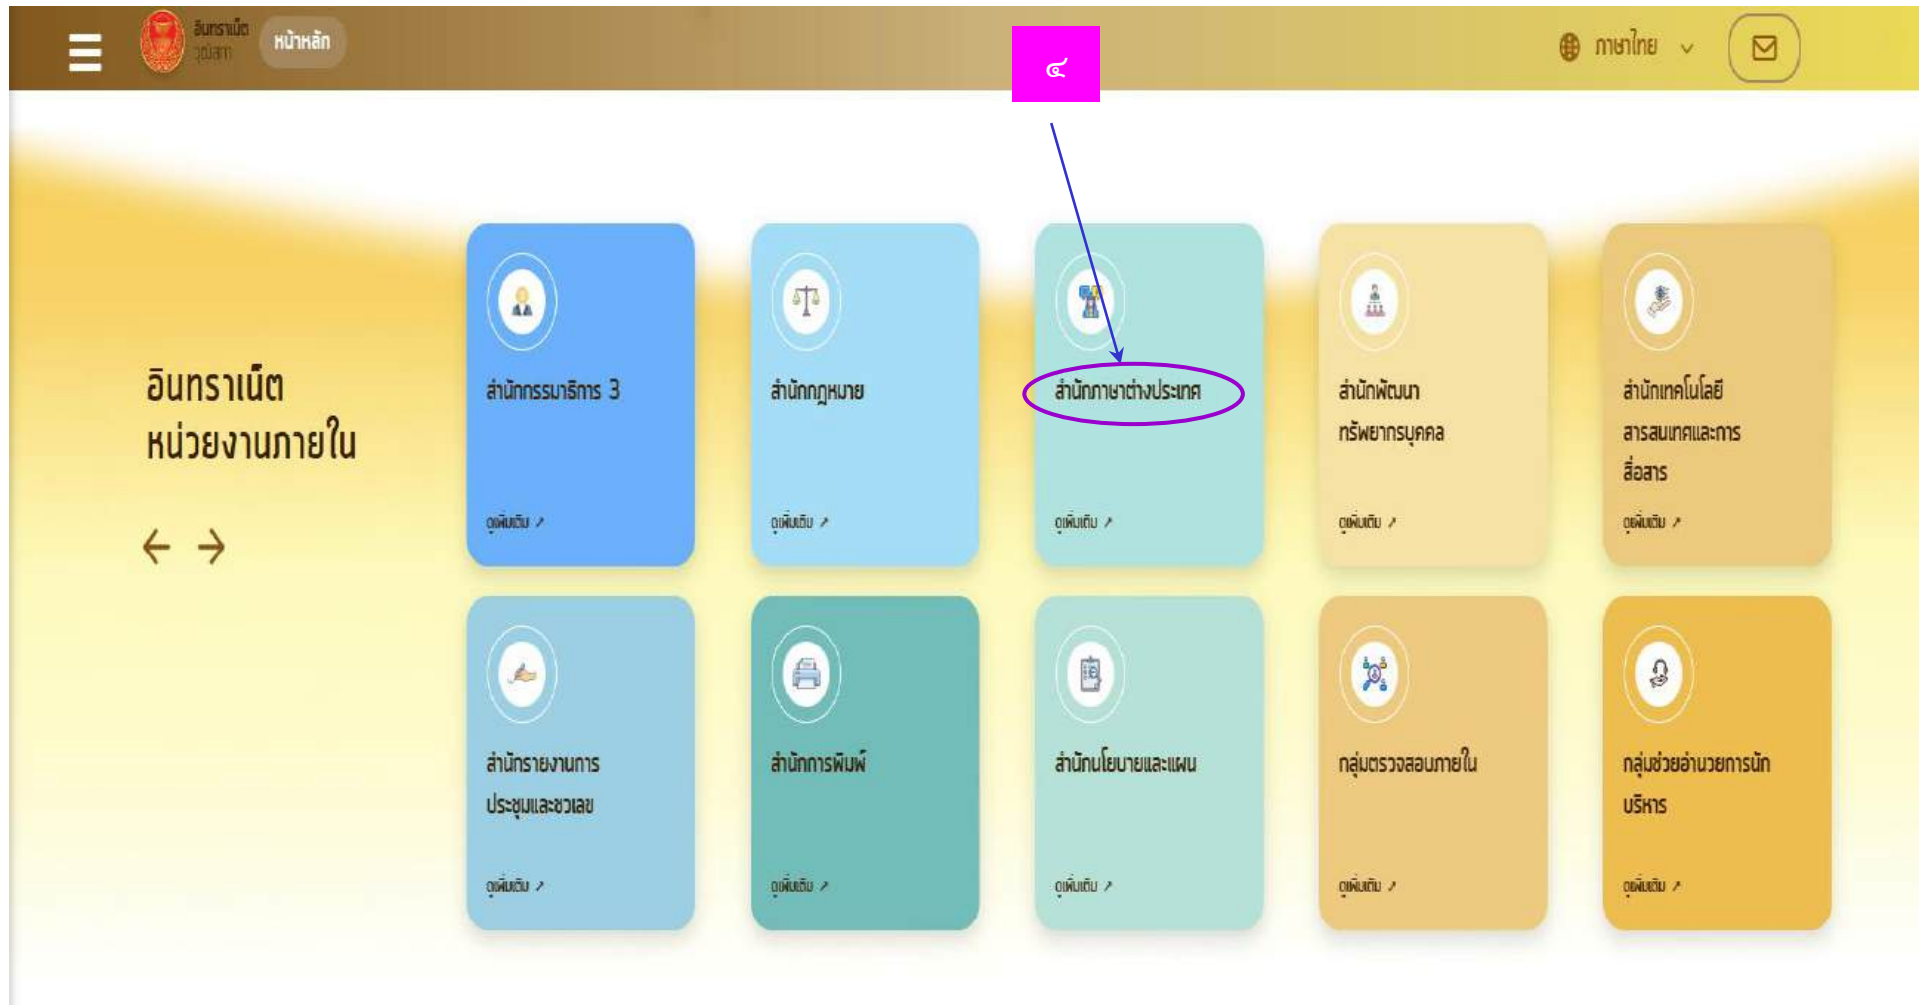 อินทราเน็ต
วุฒิสภา
หน้าหลัก
๔
ภาษาไทย
อินทราเน็ต
หน่วยงานภายใน
สำนักกรรมาธิการ 3
ดูเพิ่มเติม ↗
สำนักกฎหมาย
ดูเพิ่มเติม ↗
สำนักภาษาต่างประเทศ
ดูเพิ่มเติม ↗
สำนักพัฒนา
ทรัพยากรบุคคล
ดูเพิ่มเติม ↗
สำนักเทคโนโลยี
สารสนเทศและการ
สื่อสาร
ดูเพิ่มเติม ↗
สำนักรายงานการ
ประชุมและชวเลข
ดูเพิ่มเติม ↗
สำนักการพิมพ์
ดูเพิ่มเติม ↗
สำนักนโยบายและแผน
ดูเพิ่มเติม ↗
กลุ่มตรวจสอบภายใน
ดูเพิ่มเติม ↗
กลุ่มช่วยอำนวยการนัก
บริหาร
ดูเพิ่มเติม ↗